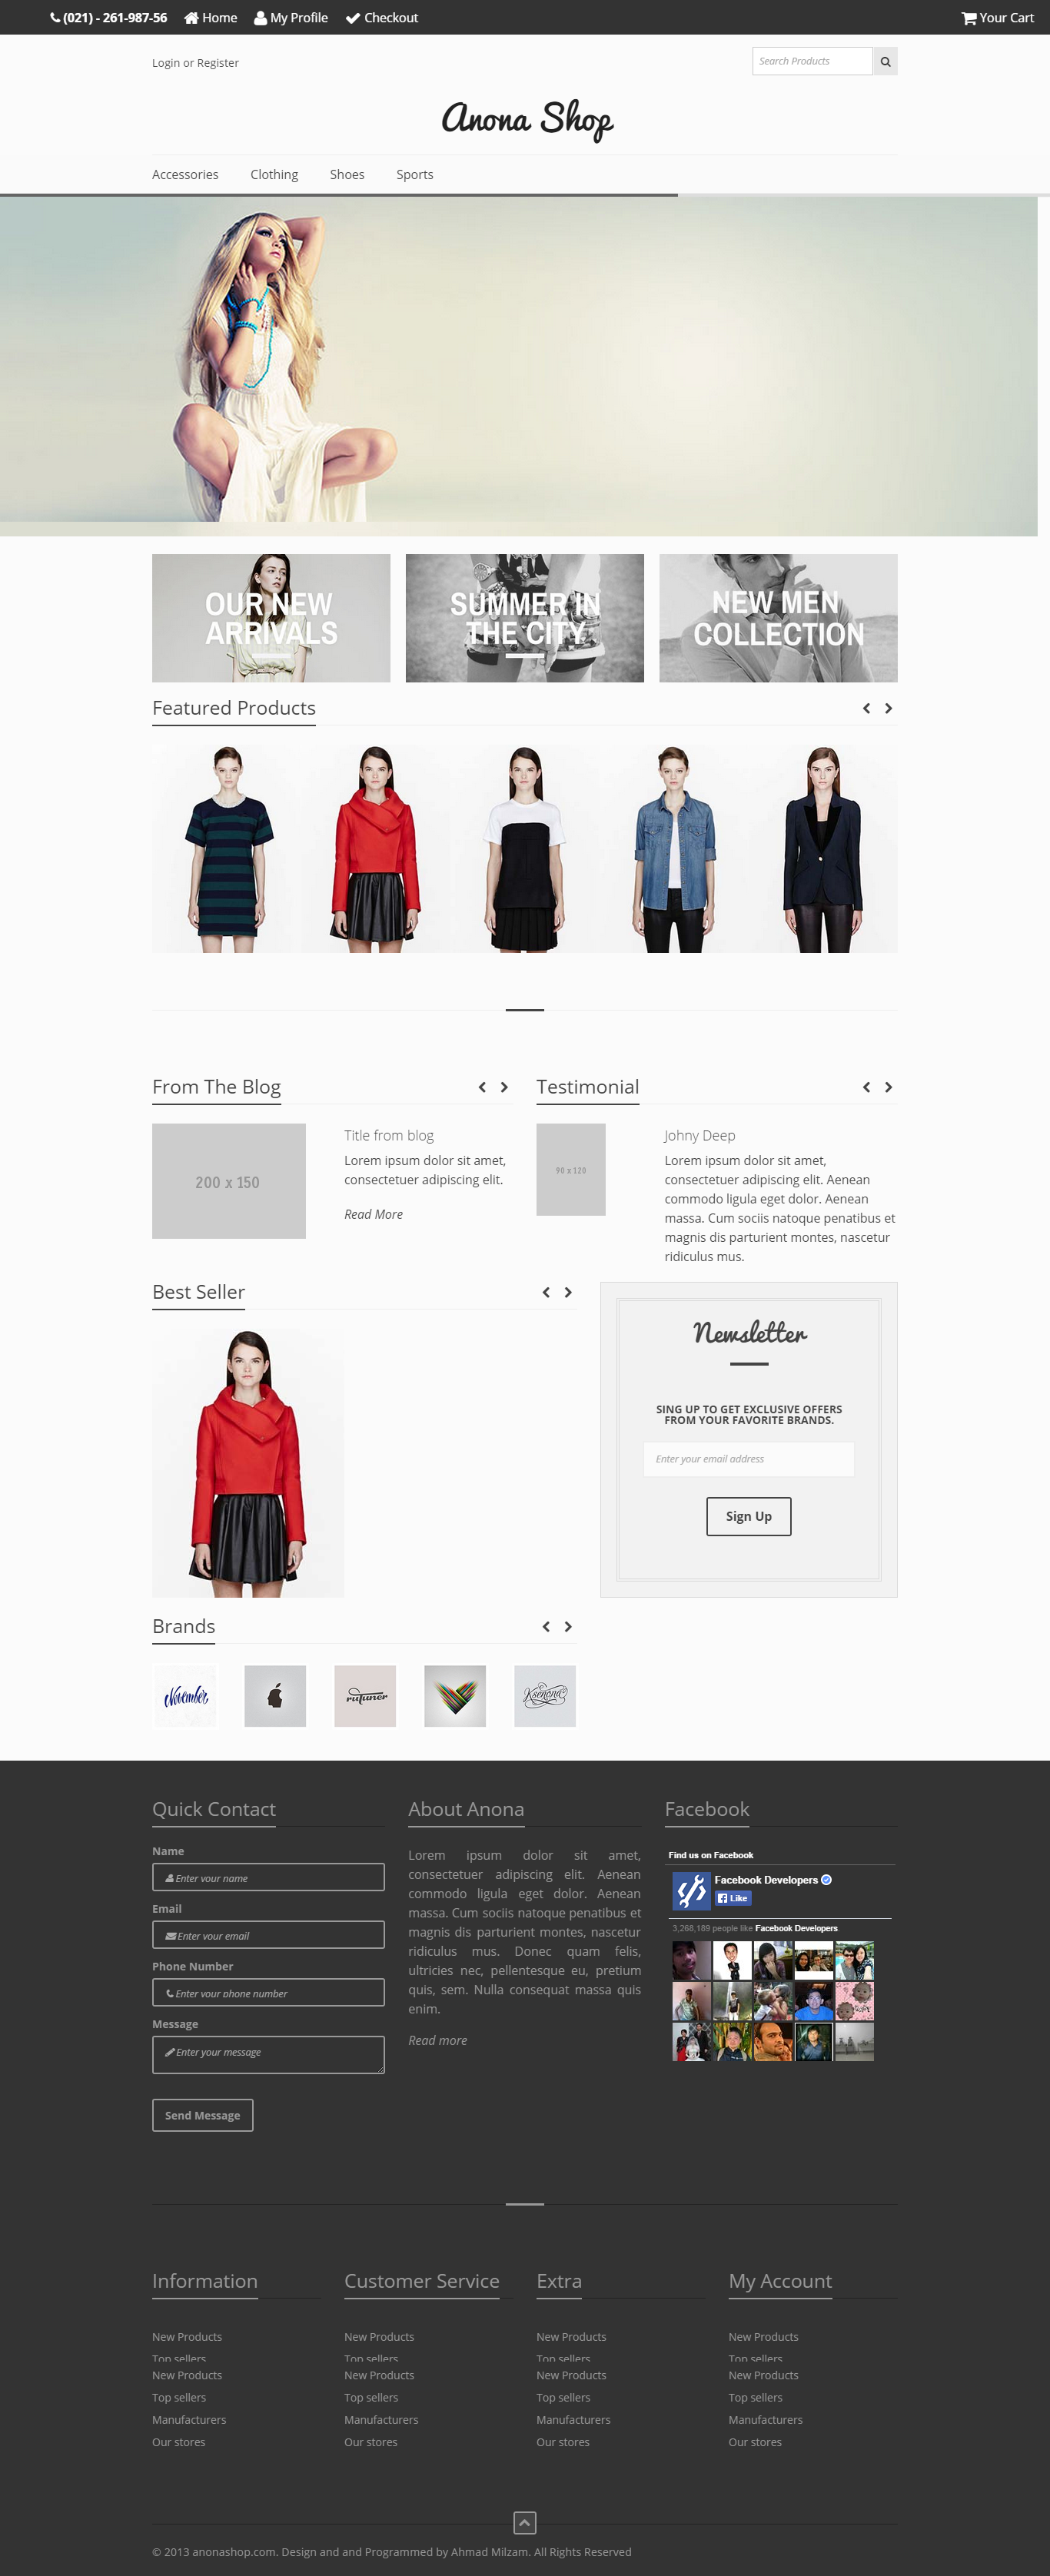 (021) - 261-987-56 Home My Profile Checkout Your Cart
Login or Register
Search Products
Anona Shop
Accessories Clothing Shoes Sports
OUR NEW
ARRIVALS
SUMMER IN
THE CITY
NEW MEN
COLLECTION
Featured Products
From The Blog
200 x 150
Title from blog
Lorem ipsum dolor sit amet,
consectetuer adipiscing elit.
Read More
Testimonial
90 x 120
Johny Deep
Lorem ipsum dolor sit amet,
consectetuer adipiscing elit. Aenean
commodo ligula eget dolor. Aenean
massa. Cum sociis natoque penatibus et
magnis dis parturient montes, nascetur
ridiculus mus.
Best Seller
Newsletter
SING UP TO GET EXCLUSIVE OFFERS
FROM YOUR FAVORITE BRANDS.
Enter your email address
Sign Up
Brands
November
rutuner
Ksenona
Quick Contact
Name
Enter your name
Email
Enter your email
Phone Number
Enter your phone number
Message
Enter your message
Send Message
About Anona
Lorem ipsum dolor sit amet,
consectetuer adipiscing elit. Aenean
commodo ligula eget dolor. Aenean
massa. Cum sociis natoque penatibus et
magnis dis parturient montes, nascetur
ridiculus mus. Donec quam felis,
ultricies nec, pellentesque eu, pretium
quis, sem. Nulla consequat massa quis
enim.
Read more
Facebook
Find us on Facebook
Facebook Developers
Like
3,268,189 people like Facebook Developers
Information
New Products
Top sellers
New Products
Top sellers
Manufacturers
Our stores
Customer Service
New Products
Top sellers
New Products
Top sellers
Manufacturers
Our stores
Extra
New Products
Top sellers
New Products
Top sellers
Manufacturers
Our stores
My Account
New Products
Top sellers
New Products
Top sellers
Manufacturers
Our stores
© 2013 anonashop.com. Design and and Programmed by Ahmad Milzam. All Rights Reserved